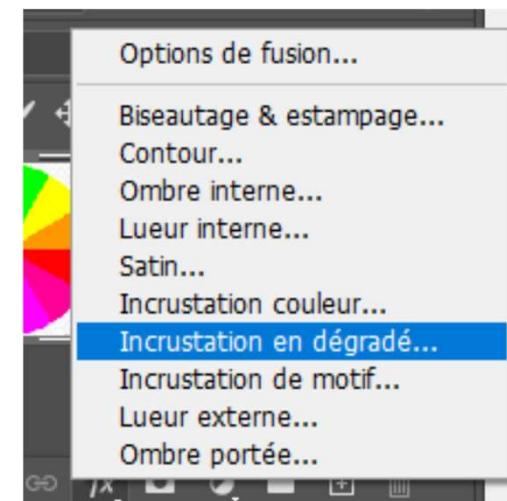 Options de fusion...
Biseautage & estampage...
Contour...
Ombre interne...
Lueur interne...
Satin...
Incrustation couleur...
Incrustation en dégradé...
Incrustation de motif...
Lueur externe...
Ombre portée...
fx